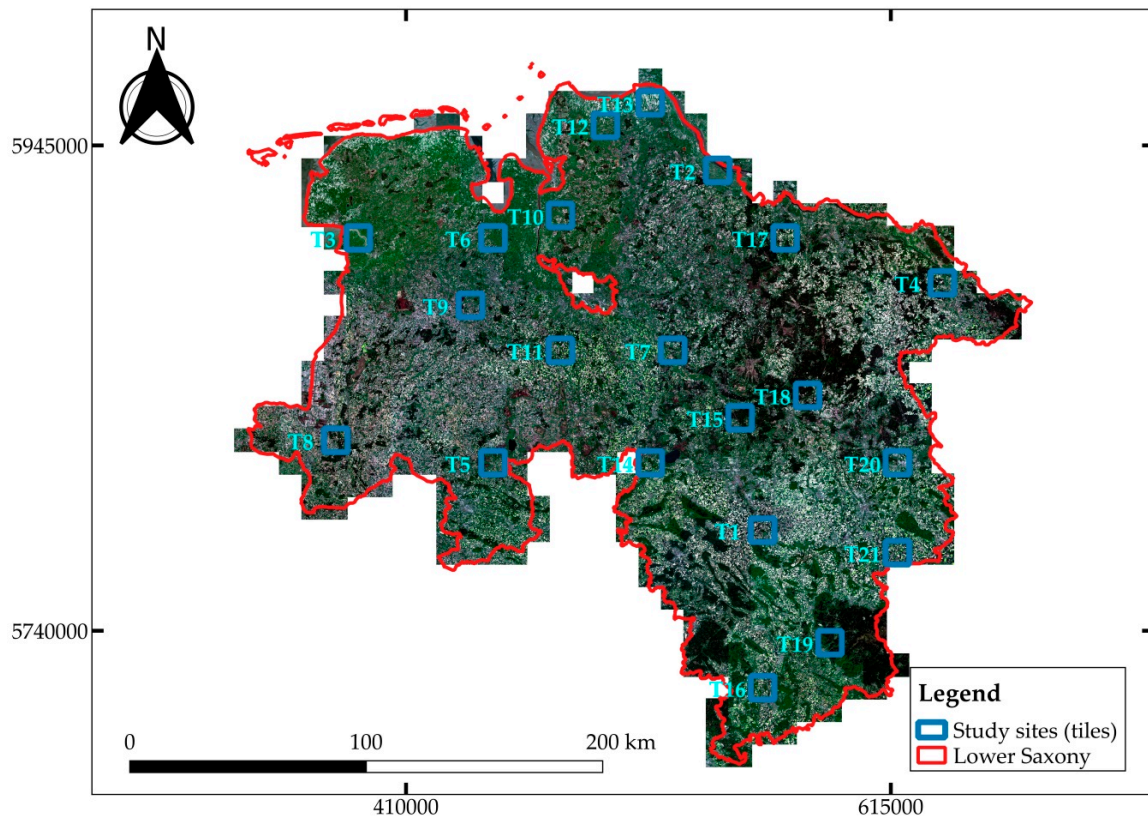 N
5945000
T13
T12
T2
T10
T3
T6
T17
T4
T9
T11
T7
T18
T15
T8
T5
T14
T20
T1
T21
5740000
T19
T16
Legend
Study sites (tiles)
Lower Saxony
0
100
200 km
410000
615000